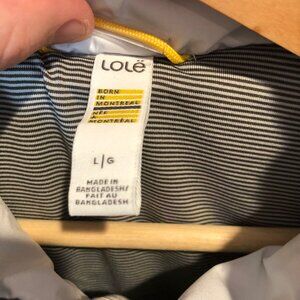 LOLë
BORN
IN
MONTREAL
NÉE
À
MONTRÉAL
L|G
MADE IN
BANGLADESH/
FAIT AU
BANGLADESH